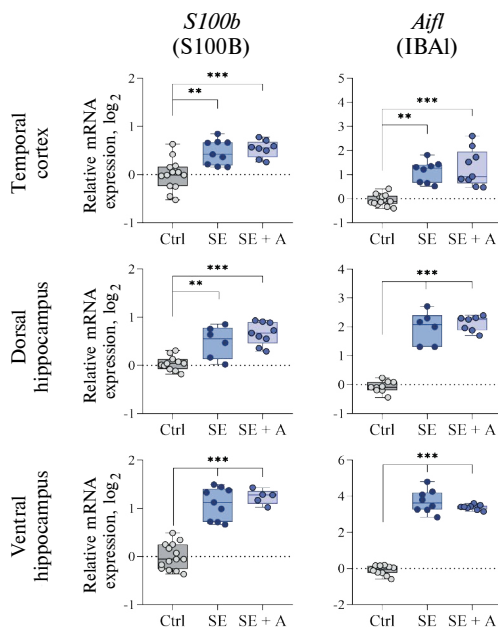 S100b
(S100B)
Aifl
(IBAl)
Temporal
cortex
Relative mRNA
expression, log2
2
1
0
-1
**
***
Ctrl SE SE + A
5
4
3
2
1
0
-1
**
***
Ctrl SE SE + A
Dorsal
hippocampus
Relative mRNA
expression, log2
2
1
0
-1
**
***
Ctrl SE SE + A
4
3
2
1
0
-1
***
Ctrl SE SE + A
Ventral
hippocampus
Relative mRNA
expression, log2
2
1
0
-1
***
Ctrl SE SE + A
6
4
2
0
-2
***
Ctrl SE SE + A